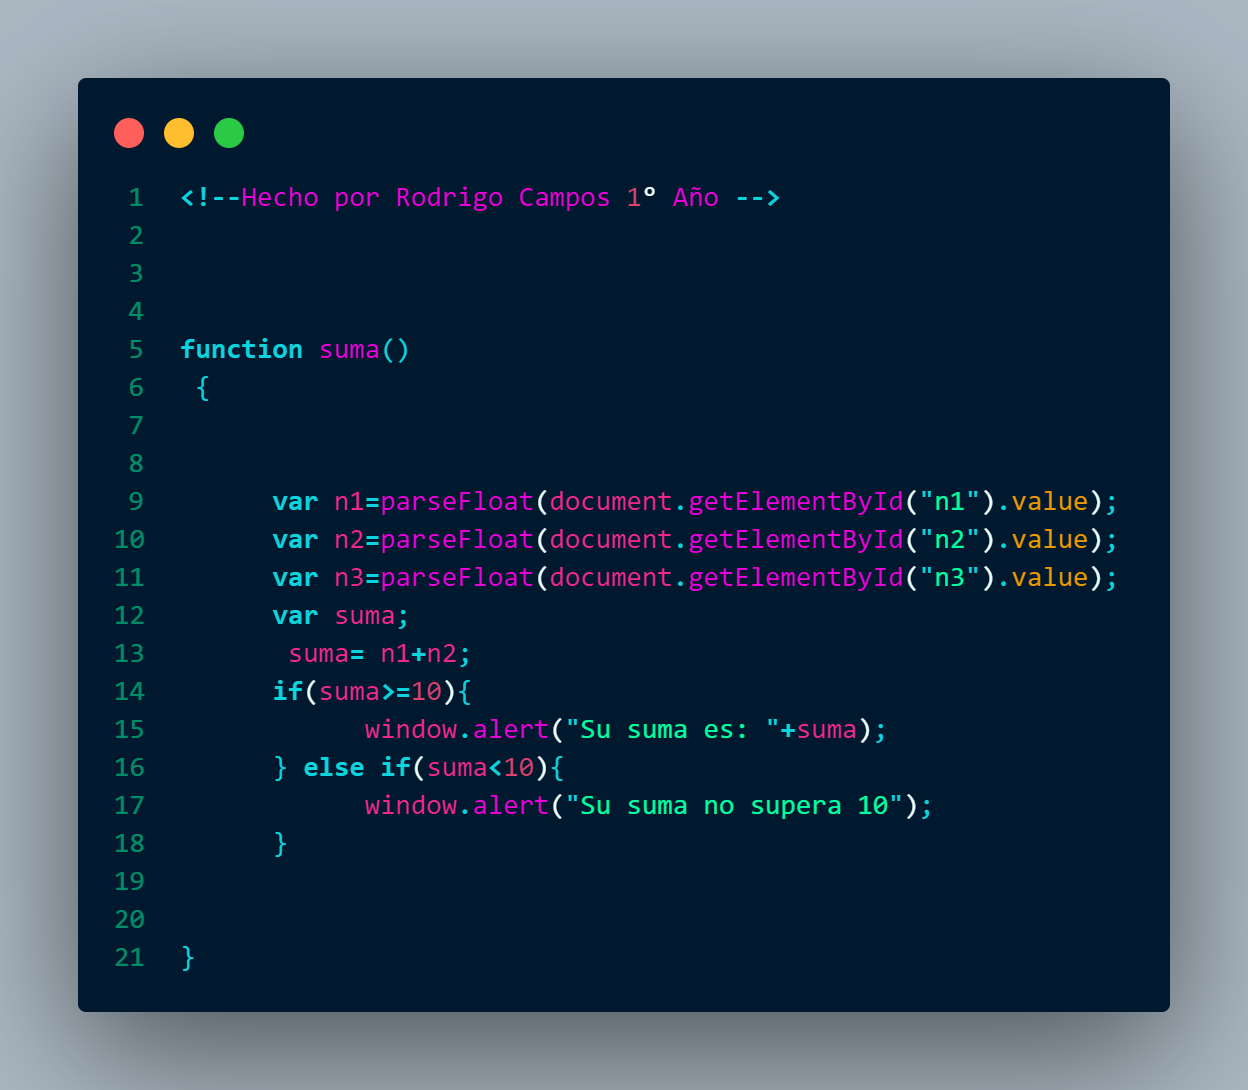 1 <!--Hecho por Rodrigo Campos 1º Año -->
2
3
4
5 function suma()
6  {
7
8
9       var n1=parseFloat(document.getElementById("n1").value);
10       var n2=parseFloat(document.getElementById("n2").value);
11       var n3=parseFloat(document.getElementById("n3").value);
12       var suma;
13        suma= n1+n2;
14       if(suma>=10){
15             window.alert("Su suma es: "+suma);
16       } else if(suma<10){
17             window.alert("Su suma no supera 10");
18       }
19
20
21 }